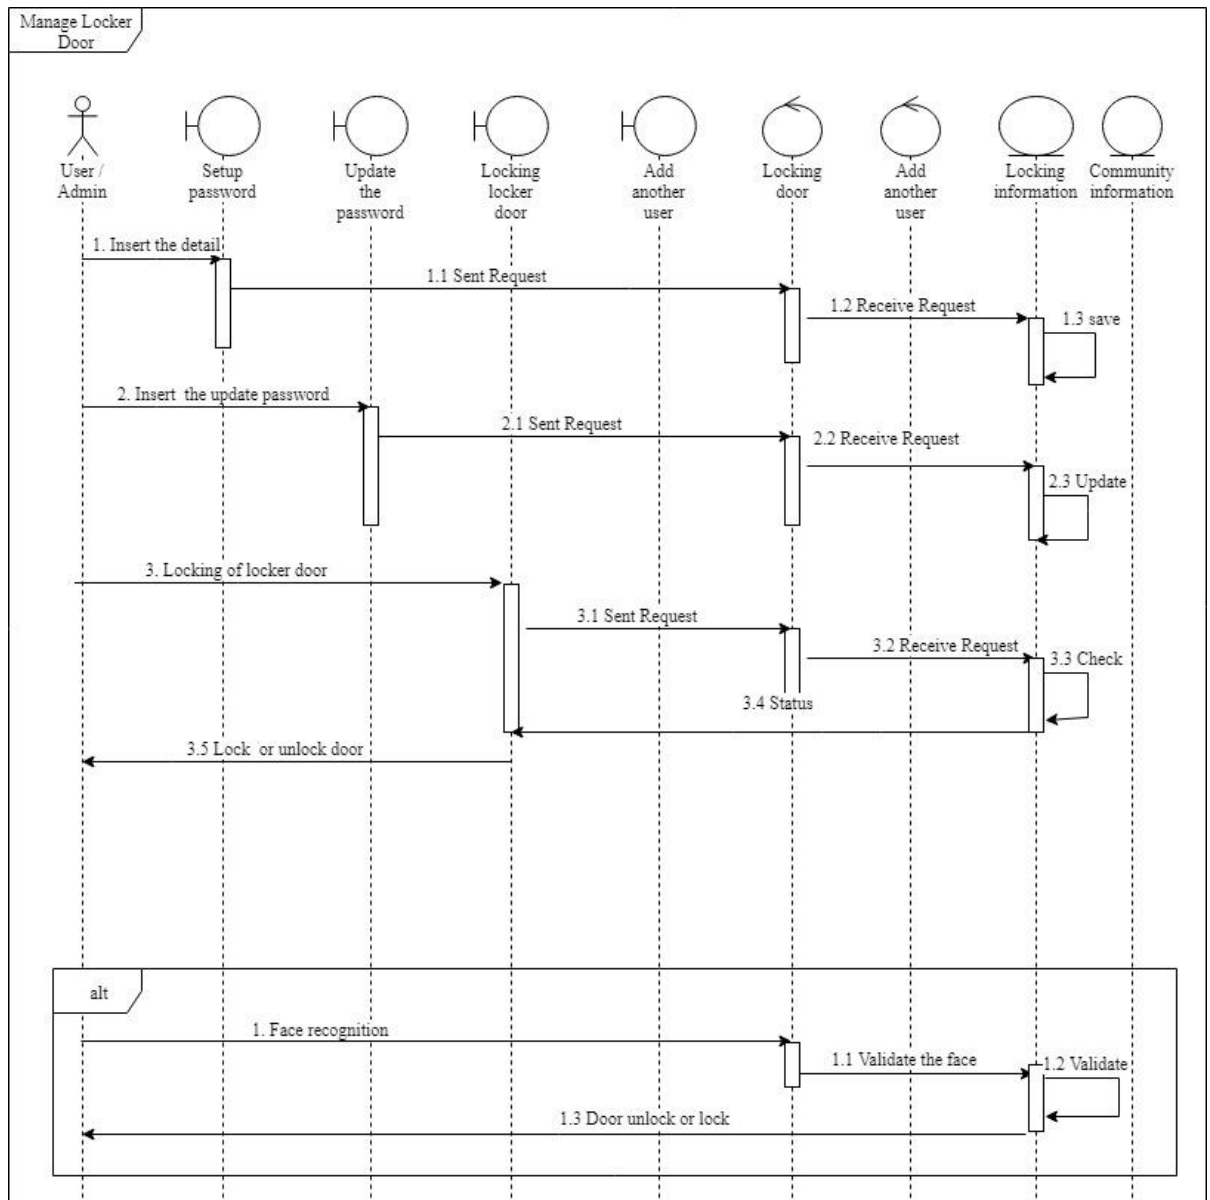 Manage Locker
Door
User /
Admin
Setup
password
Update
the
password
Locking
locker
door
Add
another
user
Locking
door
Add
another
user
Locking
information
Community
information
1. Insert the detail
1.1 Sent Request
1.2 Receive Request
1.3 save
2. Insert the update password
2.1 Sent Request
2.2 Receive Request
2.3 Update
3. Locking of locker door
3.1 Sent Request
3.2 Receive Request
3.3 Check
3.4 Status
3.5 Lock or unlock door
alt
1. Face recognition
1.1 Validate the face
1.2 Validate
1.3 Door unlock or lock